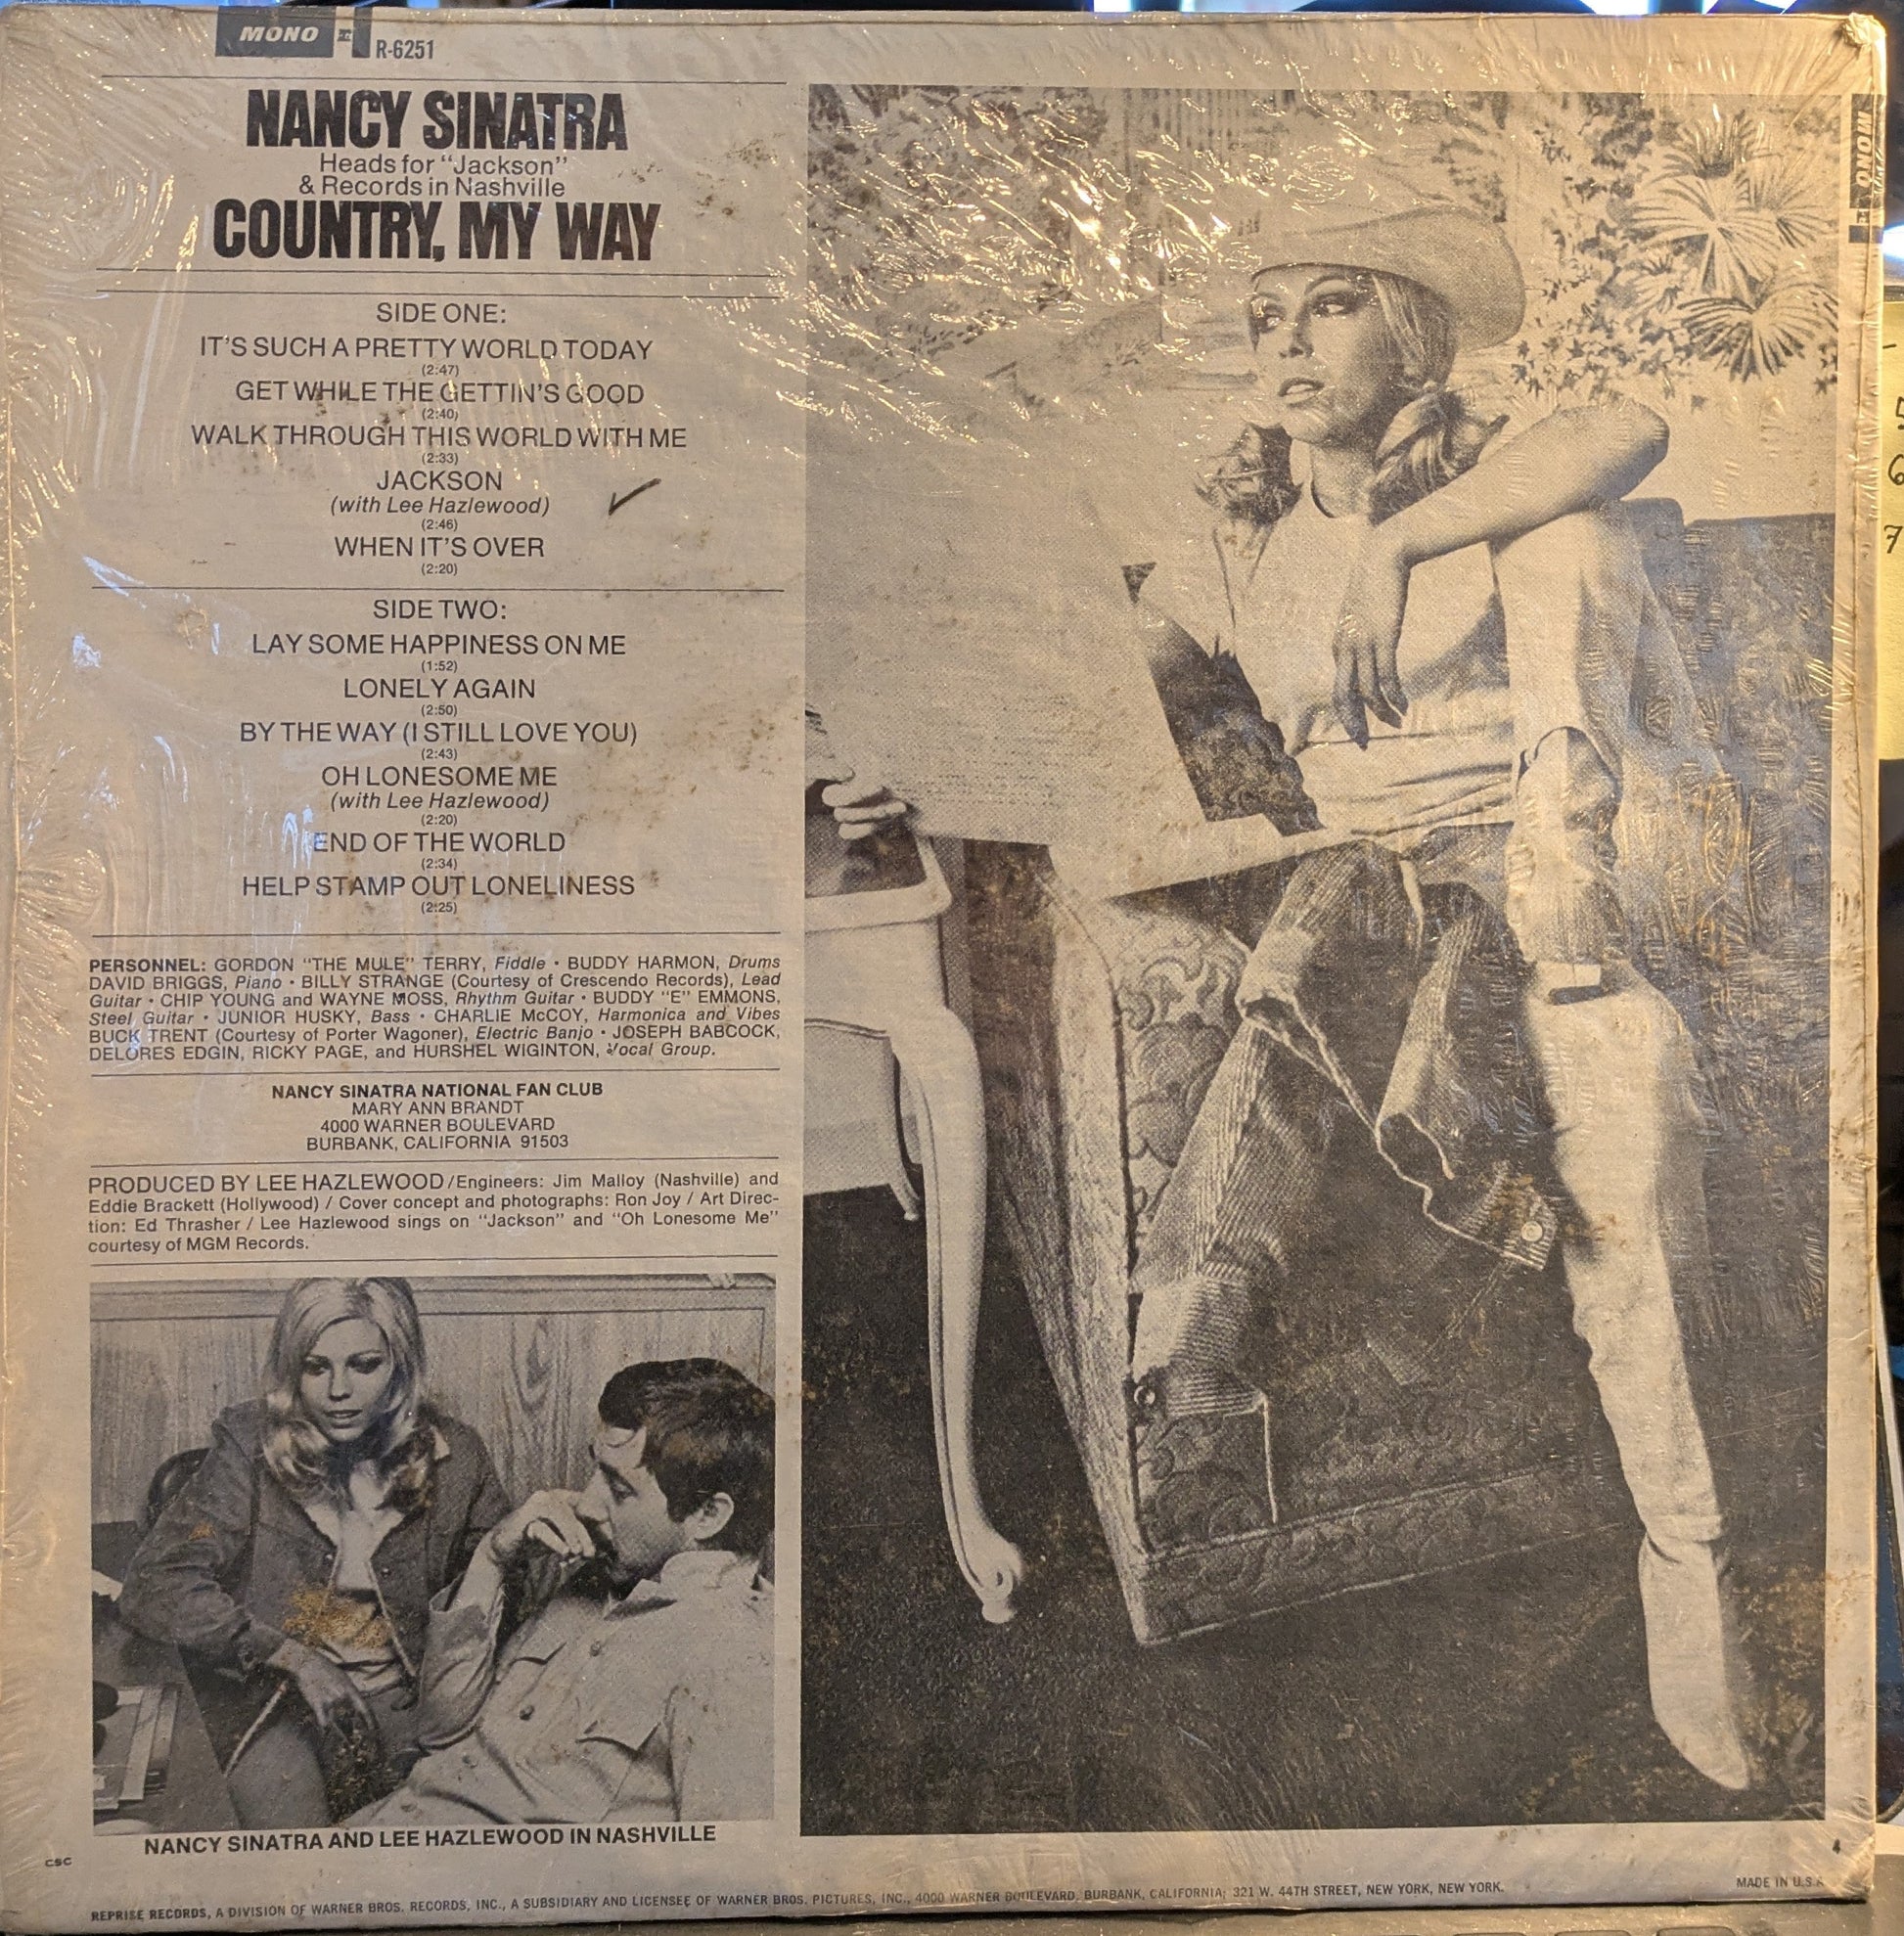 MONO
R-6251
NANCY SINATRA
Heads for "Jackson"
& Records in Nashville
COUNTRY, MY WAY
SIDE ONE:
IT'S SUCH A PRETTY WORLD TODAY
(2:47)
GET WHILE THE GETTIN'S GOOD
(2:40)
WALK THROUGH THIS WORLD WITH ME
(2:33)
JACKSON
(with Lee Hazlewood)
(2:46)
WHEN IT'S OVER
(2:20)
SIDE TWO:
LAY SOME HAPPINESS ON ME
(1:52)
LONELY AGAIN
(2:50)
BY THE WAY (I STILL LOVE YOU)
(2:43)
OH LONESOME ME
(with Lee Hazlewood)
(2:20)
END OF THE WORLD
(2:34)
HELP STAMP OUT LONELINESS
(2:25)
PERSONNEL: GORDON "THE MULE" TERRY, Fiddle • BUDDY HARMON, Drums
DAVID BRIGGS, Piano • BILLY STRANGE (Courtesy of Crescendo Records), Lead
Guitar • CHIP YOUNG and WAYNE MOSS, Rhythm Guitar • BUDDY "E" EMMONS,
Steel Guitar • JUNIOR HUSKY, Bass • CHARLIE McCOY, Harmonica and Vibes
BUCK TRENT (Courtesy of Porter Wagoner), Electric Banjo • JOSEPH BABCOCK,
DELORES EDGIN, RICKY PAGE, and HURSHEL WIGINTON, Vocal Group.
NANCY SINATRA NATIONAL FAN CLUB
MARY ANN BRANDT
4000 WARNER BOULEVARD
BURBANK, CALIFORNIA 91503
PRODUCED BY LEE HAZLEWOOD/Engineers: Jim Malloy (Nashville) and
Eddie Brackett (Hollywood) / Cover concept and photographs: Ron Joy / Art Direc-
tion: Ed Thrasher / Lee Hazlewood sings on "Jackson" and "Oh Lonesome Me"
courtesy of MGM Records.
NANCY SINATRA AND LEE HAZLEWOOD IN NASHVILLE
CSC
4
REPRISE RECORDS, A DIVISION OF WARNER BROS. RECORDS, INC., A SUBSIDIARY AND LICENSEE OF WARNER BROS. PICTURES, INC., 4000 WARNER BOULEVARD, BURBANK, CALIFORNIA; 321 W. 44TH STREET, NEW YORK, NEW YORK.
MADE IN U.S.A
MONO
5
6
7